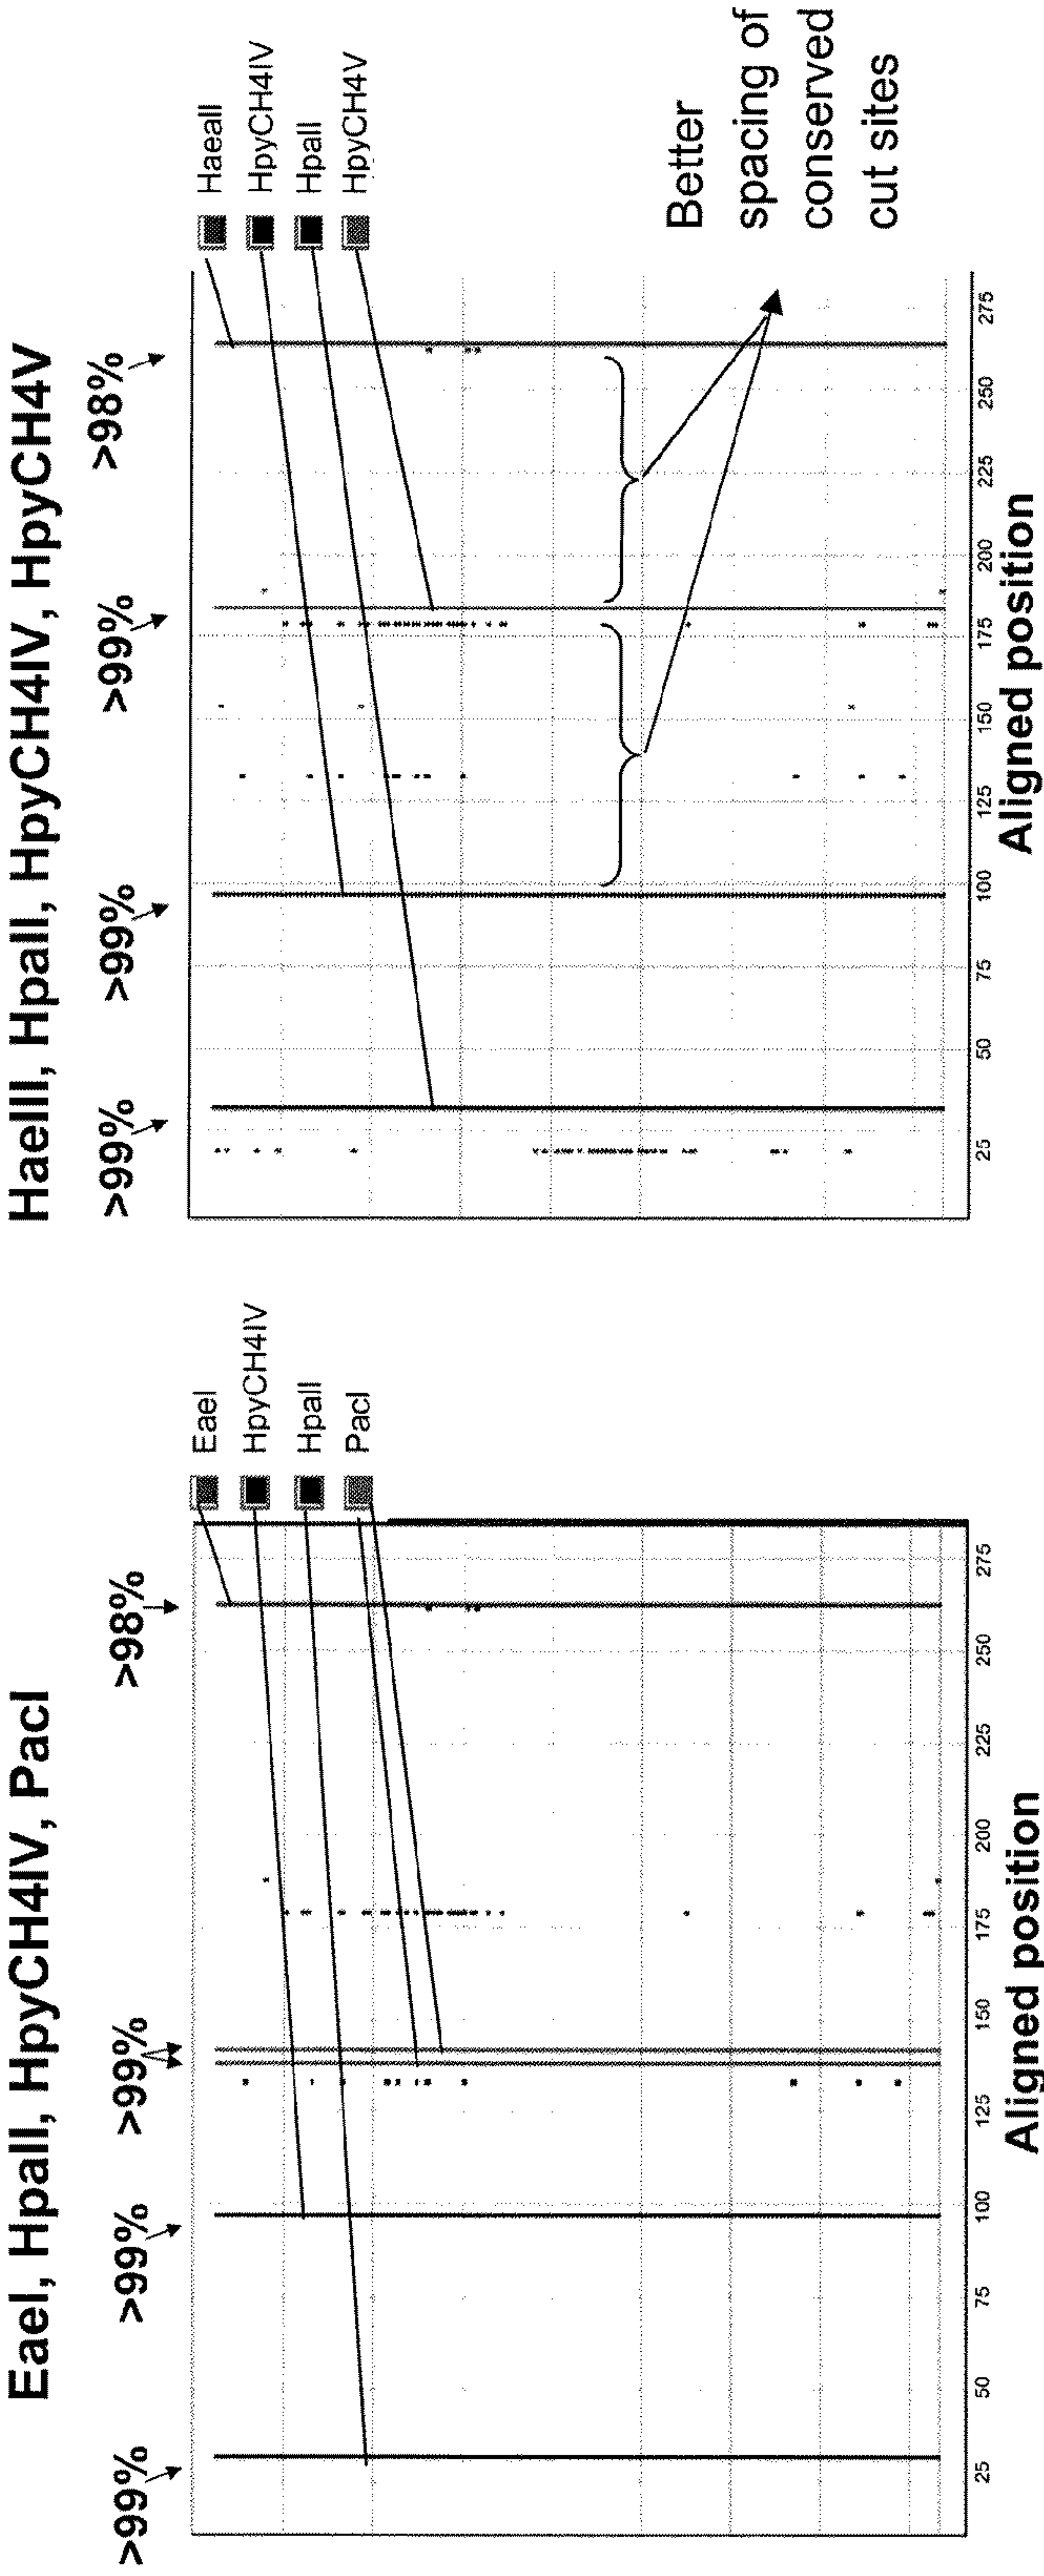 EaeI, HpaII, HpyCH4IV, PacI
>99%
>99%
>99%
>98%
EaeI
HpyCH4IV
HpaII
PacI
25 50 75 100 125 150 175 200 225 250 275
Aligned position
HaeIII, HpaII, HpyCH4IV, HpyCH4V
>99%
>99%
>99%
>98%
HaeaII
HpyCH4IV
HpaII
HpyCH4V
Better
spacing of
conserved
cut sites
25 50 75 100 125 150 175 200 225 250 275
Aligned position